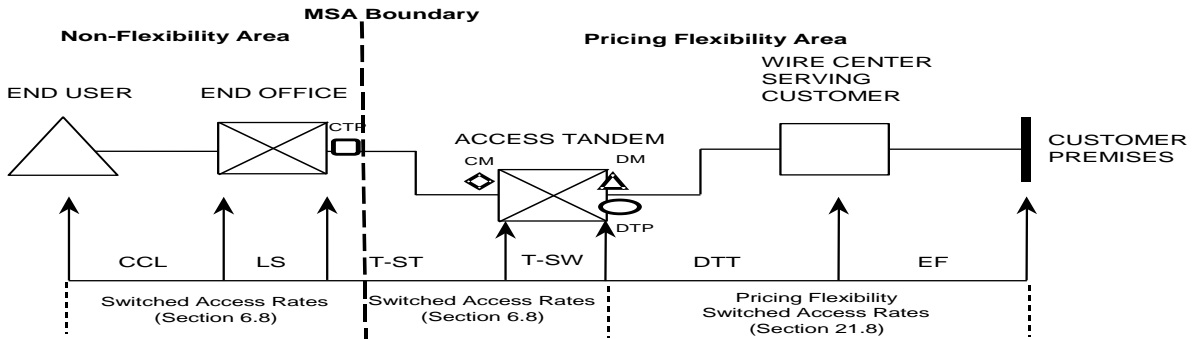 MSA Boundary
Non-Flexibility Area
Pricing Flexibility Area
END USER
END OFFICE
CTP
ACCESS TANDEM
CM
DM
DTP
WIRE CENTER
SERVING
CUSTOMER
CUSTOMER
PREMISES
CCL
LS
T-ST
T-SW
DTT
EF
Switched Access Rates
(Section 6.8)
Switched Access Rates
(Section 6.8)
Pricing Flexibility
Switched Access Rates
(Section 21.8)